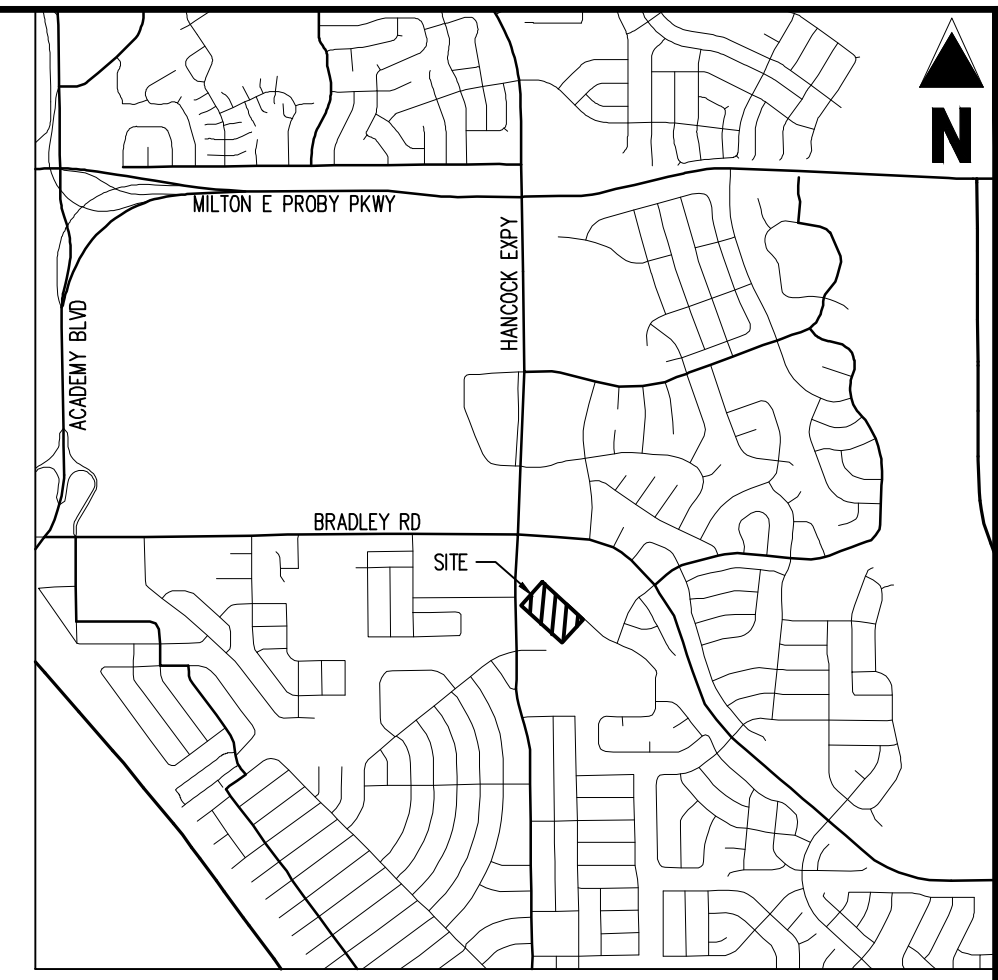 N
MILTON E PROBY PKWY
HANCOCK EXPY
ACADEMY BLVD
BRADLEY RD
SITE